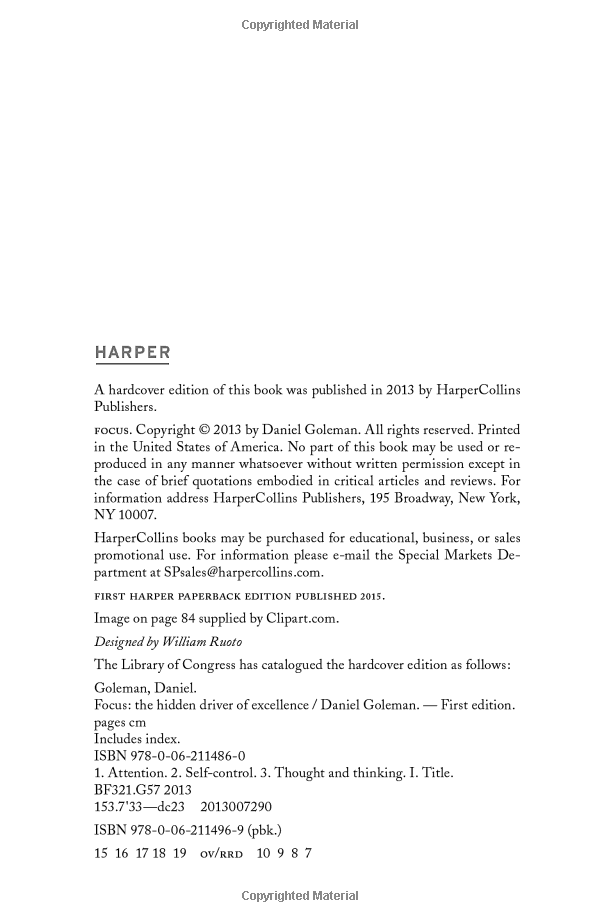 Copyrighted Material
HARPER
A hardcover edition of this book was published in 2013 by HarperCollins
Publishers.
FOCUS. Copyright © 2013 by Daniel Goleman. All rights reserved. Printed
in the United States of America. No part of this book may be used or re-
produced in any manner whatsoever without written permission except in
the case of brief quotations embodied in critical articles and reviews. For
information address HarperCollins Publishers, 195 Broadway, New York,
NY 10007.
HarperCollins books may be purchased for educational, business, or sales
promotional use. For information please e-mail the Special Markets De-
partment at SPsales@harpercollins.com.
FIRST HARPER PAPERBACK EDITION PUBLISHED 2015.
Image on page 84 supplied by Clipart.com.
Designed by William Ruoto
The Library of Congress has catalogued the hardcover edition as follows:
Goleman, Daniel.
Focus: the hidden driver of excellence / Daniel Goleman. — First edition.
pages cm
Includes index.
ISBN 978-0-06-211486-0
1. Attention. 2. Self-control. 3. Thought and thinking. I. Title.
BF321.G57 2013
153.7'33—dc23 2013007290
ISBN 978-0-06-211496-9 (pbk.)
15 16 17 18 19 OV/RRD 10 9 8 7
Copyrighted Material